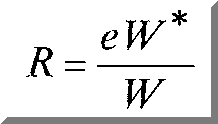 R = eW* / W